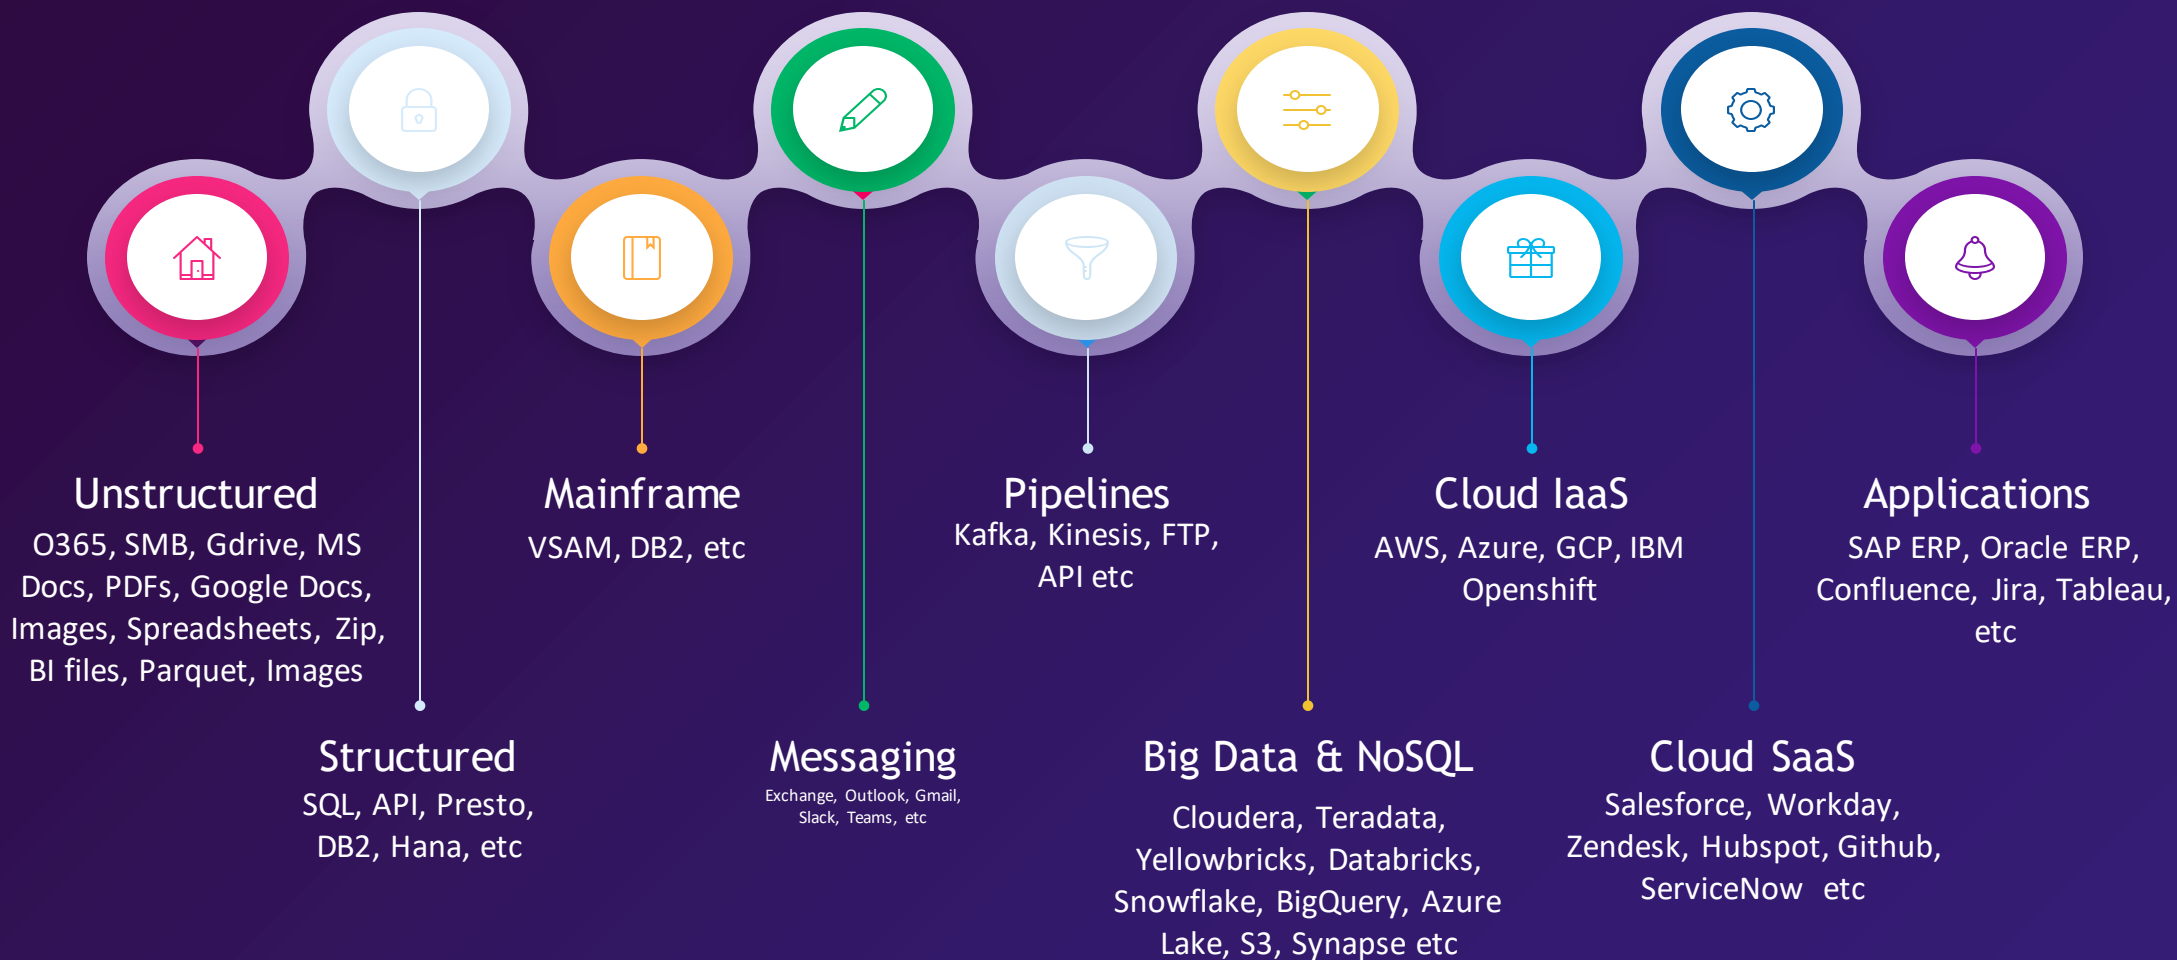 Unstructured
O365, SMB, Gdrive, MS
Docs, PDFs, Google Docs,
Images, Spreadsheets, Zip,
BI files, Parquet, Images
Structured
SQL, API, Presto,
DB2, Hana, etc
Mainframe
VSAM, DB2, etc
Messaging
Exchange, Outlook, Gmail,
Slack, Teams, etc
Pipelines
Kafka, Kinesis, FTP,
API etc
Big Data & NoSQL
Cloudera, Teradata,
Yellowbricks, Databricks,
Snowflake, BigQuery, Azure
Lake, S3, Synapse etc
Cloud IaaS
AWS, Azure, GCP, IBM
Openshift
Cloud SaaS
Salesforce, Workday,
Zendesk, Hubspot, Github,
ServiceNow etc
Applications
SAP ERP, Oracle ERP,
Confluence, Jira, Tableau,
etc